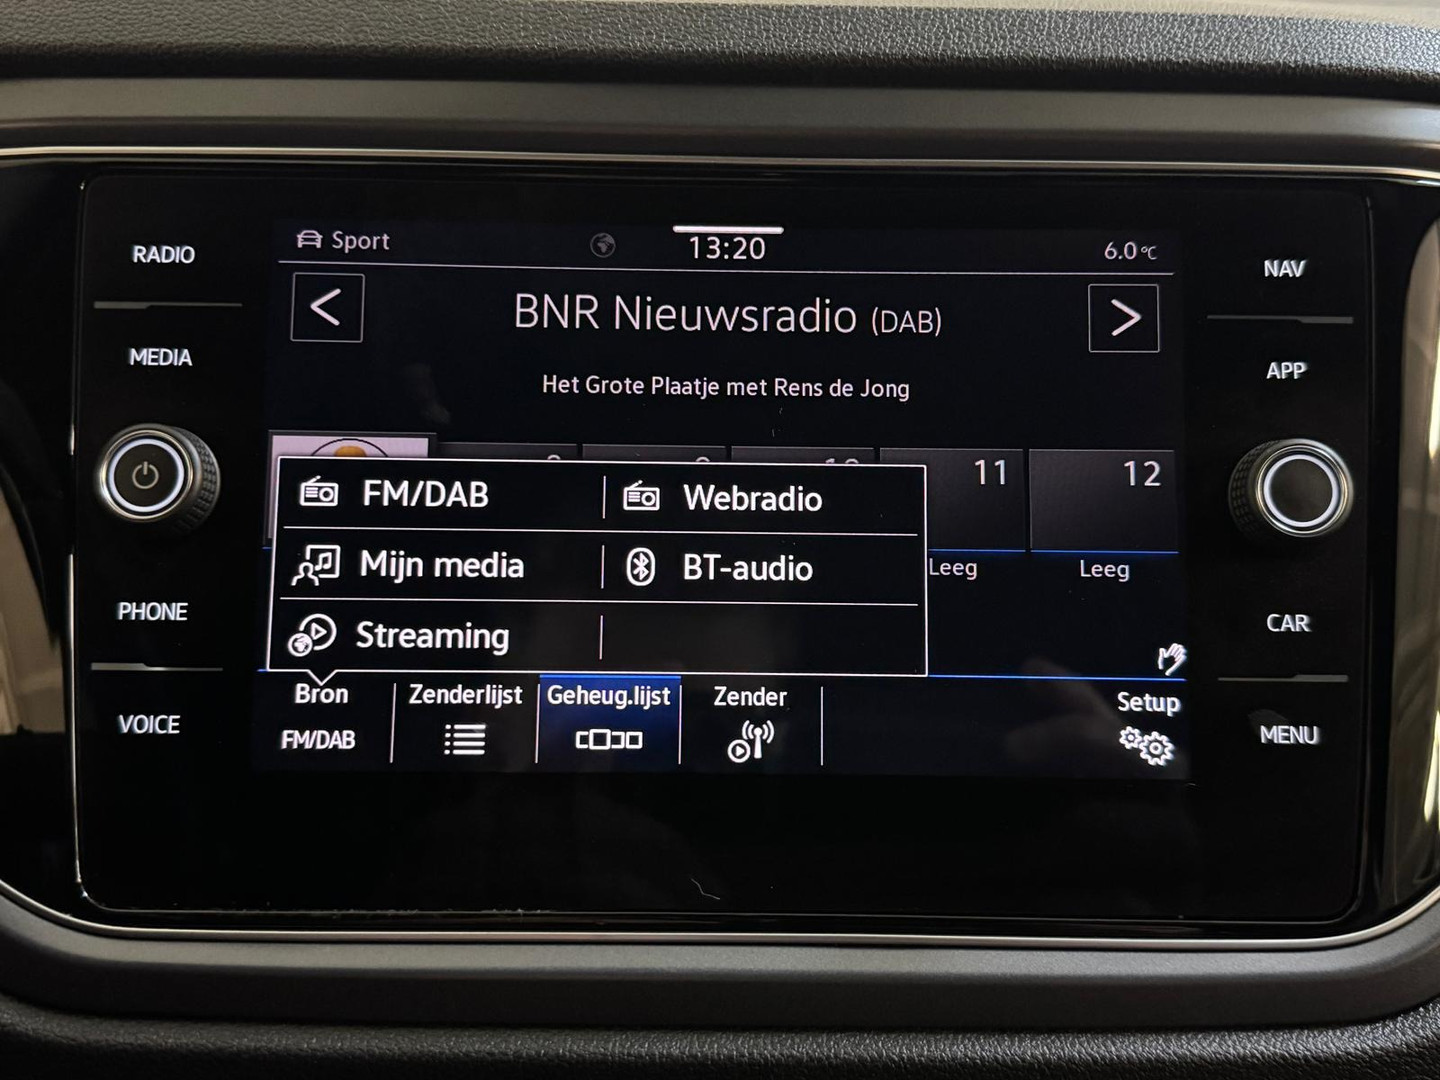 RADIO
MEDIA
PHONE
VOICE
Sport
13:20
6.0°C
<
BNR Nieuwsradio (DAB)
>
Het Grote Plaatje met Rens de Jong
11
12
FM/DAB
Webradio
Mijn media
BT-audio
Streaming
Leeg
Leeg
Bron
FM/DAB
Zenderlijst
Geheug.lijst
Zender
Setup
NAV
APP
CAR
MENU